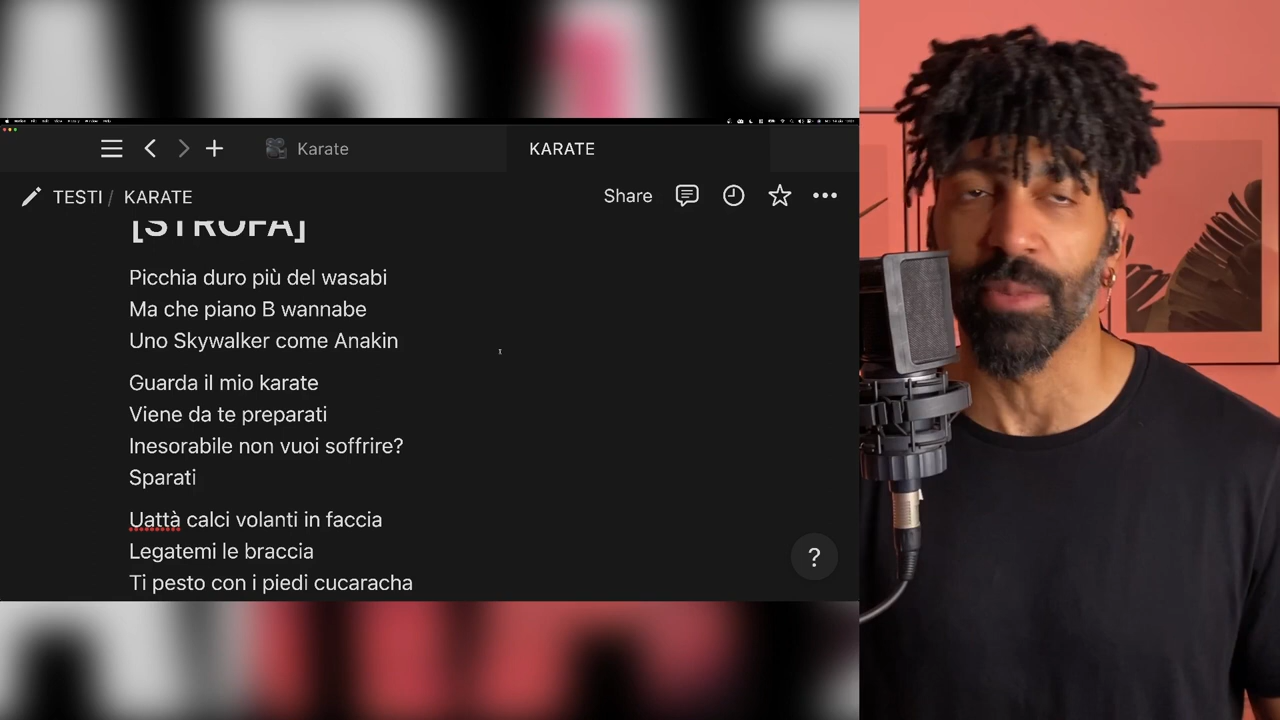 Karate
KARATE
TESTI / KARATE
Share
[STROFA]
Picchia duro più del wasabi
Ma che piano B wannabe
Uno Skywalker come Anakin
Guarda il mio karate
Viene da te preparati
Inesorabile non vuoi soffrire?
Sparati
Uattà calci volanti in faccia
Legatemi le braccia
Ti pesto con i piedi cucaracha
?